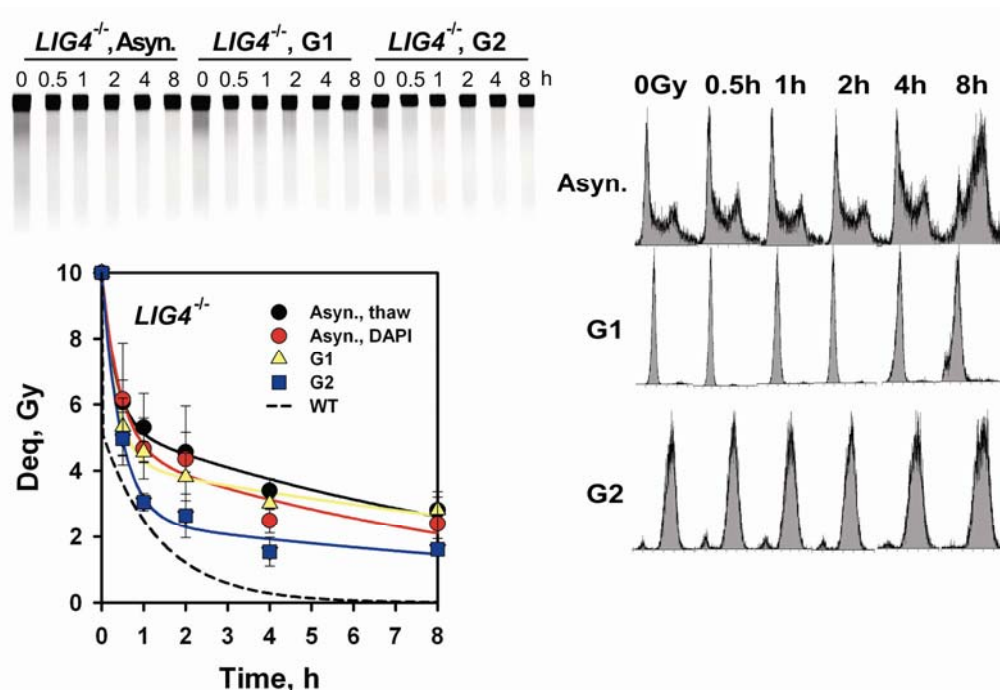 LIG4-/-, Asyn. LIG4-/-, G1 LIG4-/-, G2
0 0.5 1 2 4 8 0 0.5 1 2 4 8 0 0.5 1 2 4 8 h
0Gy 0.5h 1h 2h 4h 8h
Asyn.
G1
G2
LIG4-/-
Asyn., thaw
Asyn., DAPI
G1
G2
WT
Deq, Gy
10
8
6
4
2
0
0 1 2 3 4 5 6 7 8
Time, h